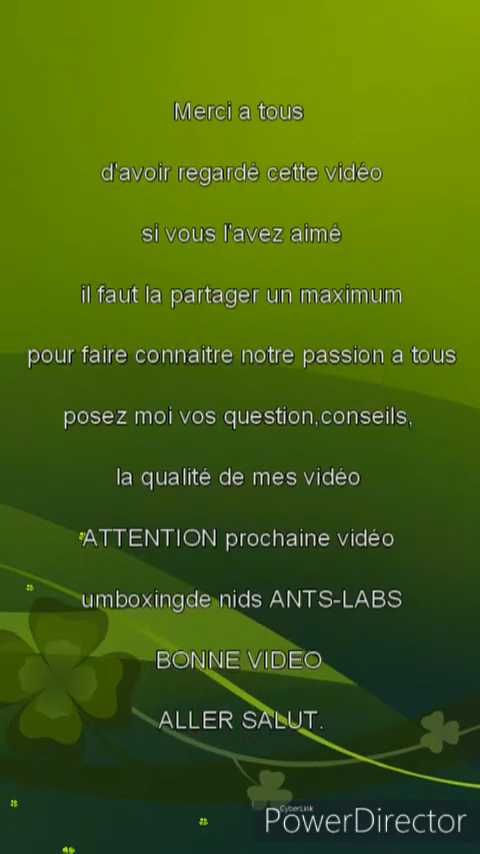 Merci a tous
d'avoir regardé cette vidéo
si vous l'avez aimé
il faut la partager un maximum
pour faire connaitre notre passion a tous
posez moi vos question,conseils,
la qualité de mes vidéo
ATTENTION prochaine vidéo
umboxingde nids ANTS-LABS
BONNE VIDEO
ALLER SALUT.
CyberLink
PowerDirector